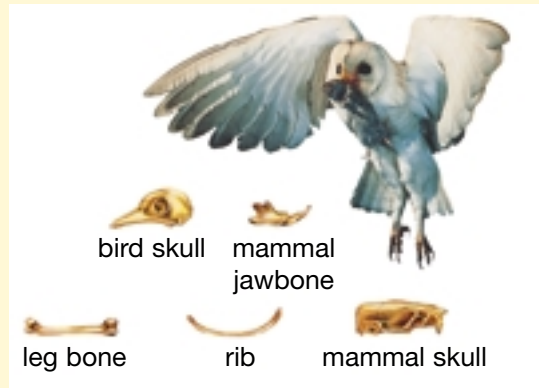 bird skull
mammal
jawbone
leg bone
rib
mammal skull